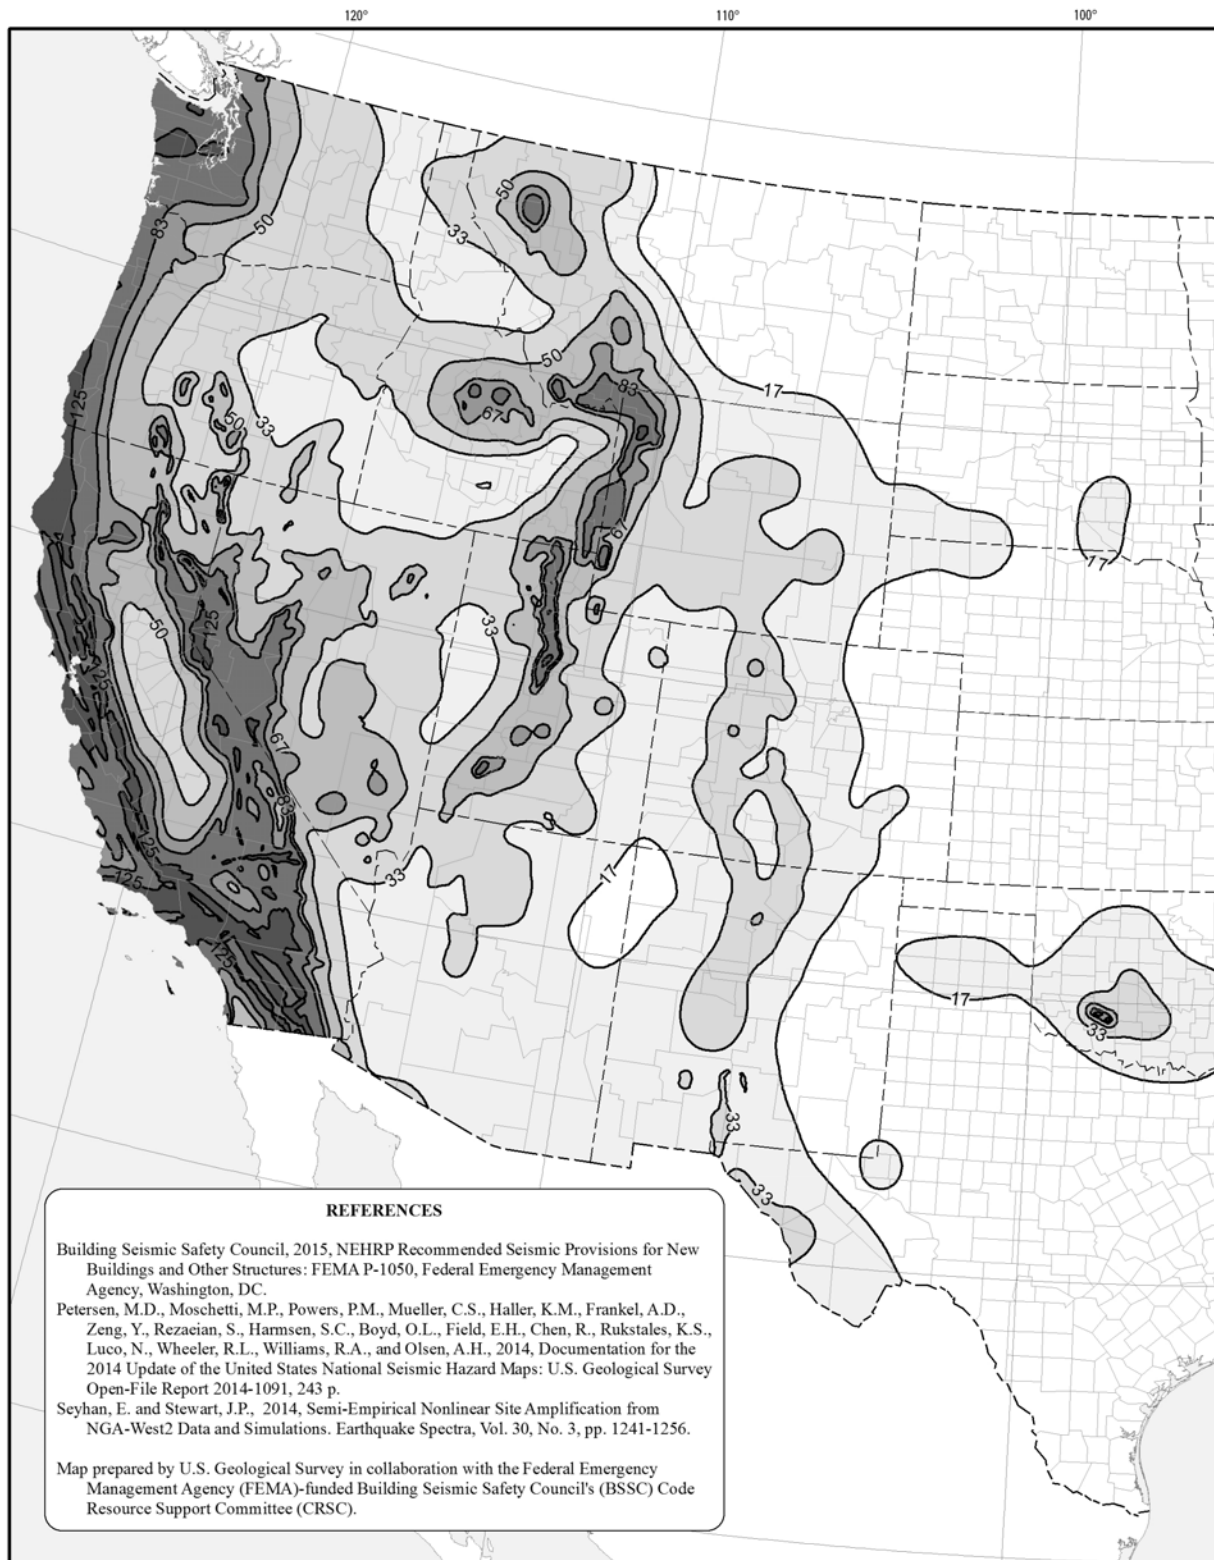 120°
110°
100°
50
50
33
83
50
83
17
125
50
67
33
67
17
50
125
33
125
67
83
125
33
17
125
125
17
33
33
33
REFERENCES
Building Seismic Safety Council, 2015, NEHRP Recommended Seismic Provisions for New
Buildings and Other Structures: FEMA P-1050, Federal Emergency Management
Agency, Washington, DC.
Petersen, M.D., Moschetti, M.P., Powers, P.M., Mueller, C.S., Haller, K.M., Frankel, A.D.,
Zeng, Y., Rezaeian, S., Harmsen, S.C., Boyd, O.L., Field, E.H., Chen, R., Rukstales, K.S.,
Luco, N., Wheeler, R.L., Williams, R.A., and Olsen, A.H., 2014, Documentation for the
2014 Update of the United States National Seismic Hazard Maps: U.S. Geological Survey
Open-File Report 2014-1091, 243 p.
Seyhan, E. and Stewart, J.P., 2014, Semi-Empirical Nonlinear Site Amplification from
NGA-West2 Data and Simulations. Earthquake Spectra, Vol. 30, No. 3, pp. 1241-1256.
Map prepared by U.S. Geological Survey in collaboration with the Federal Emergency
Management Agency (FEMA)-funded Building Seismic Safety Council's (BSSC) Code
Resource Support Committee (CRSC).